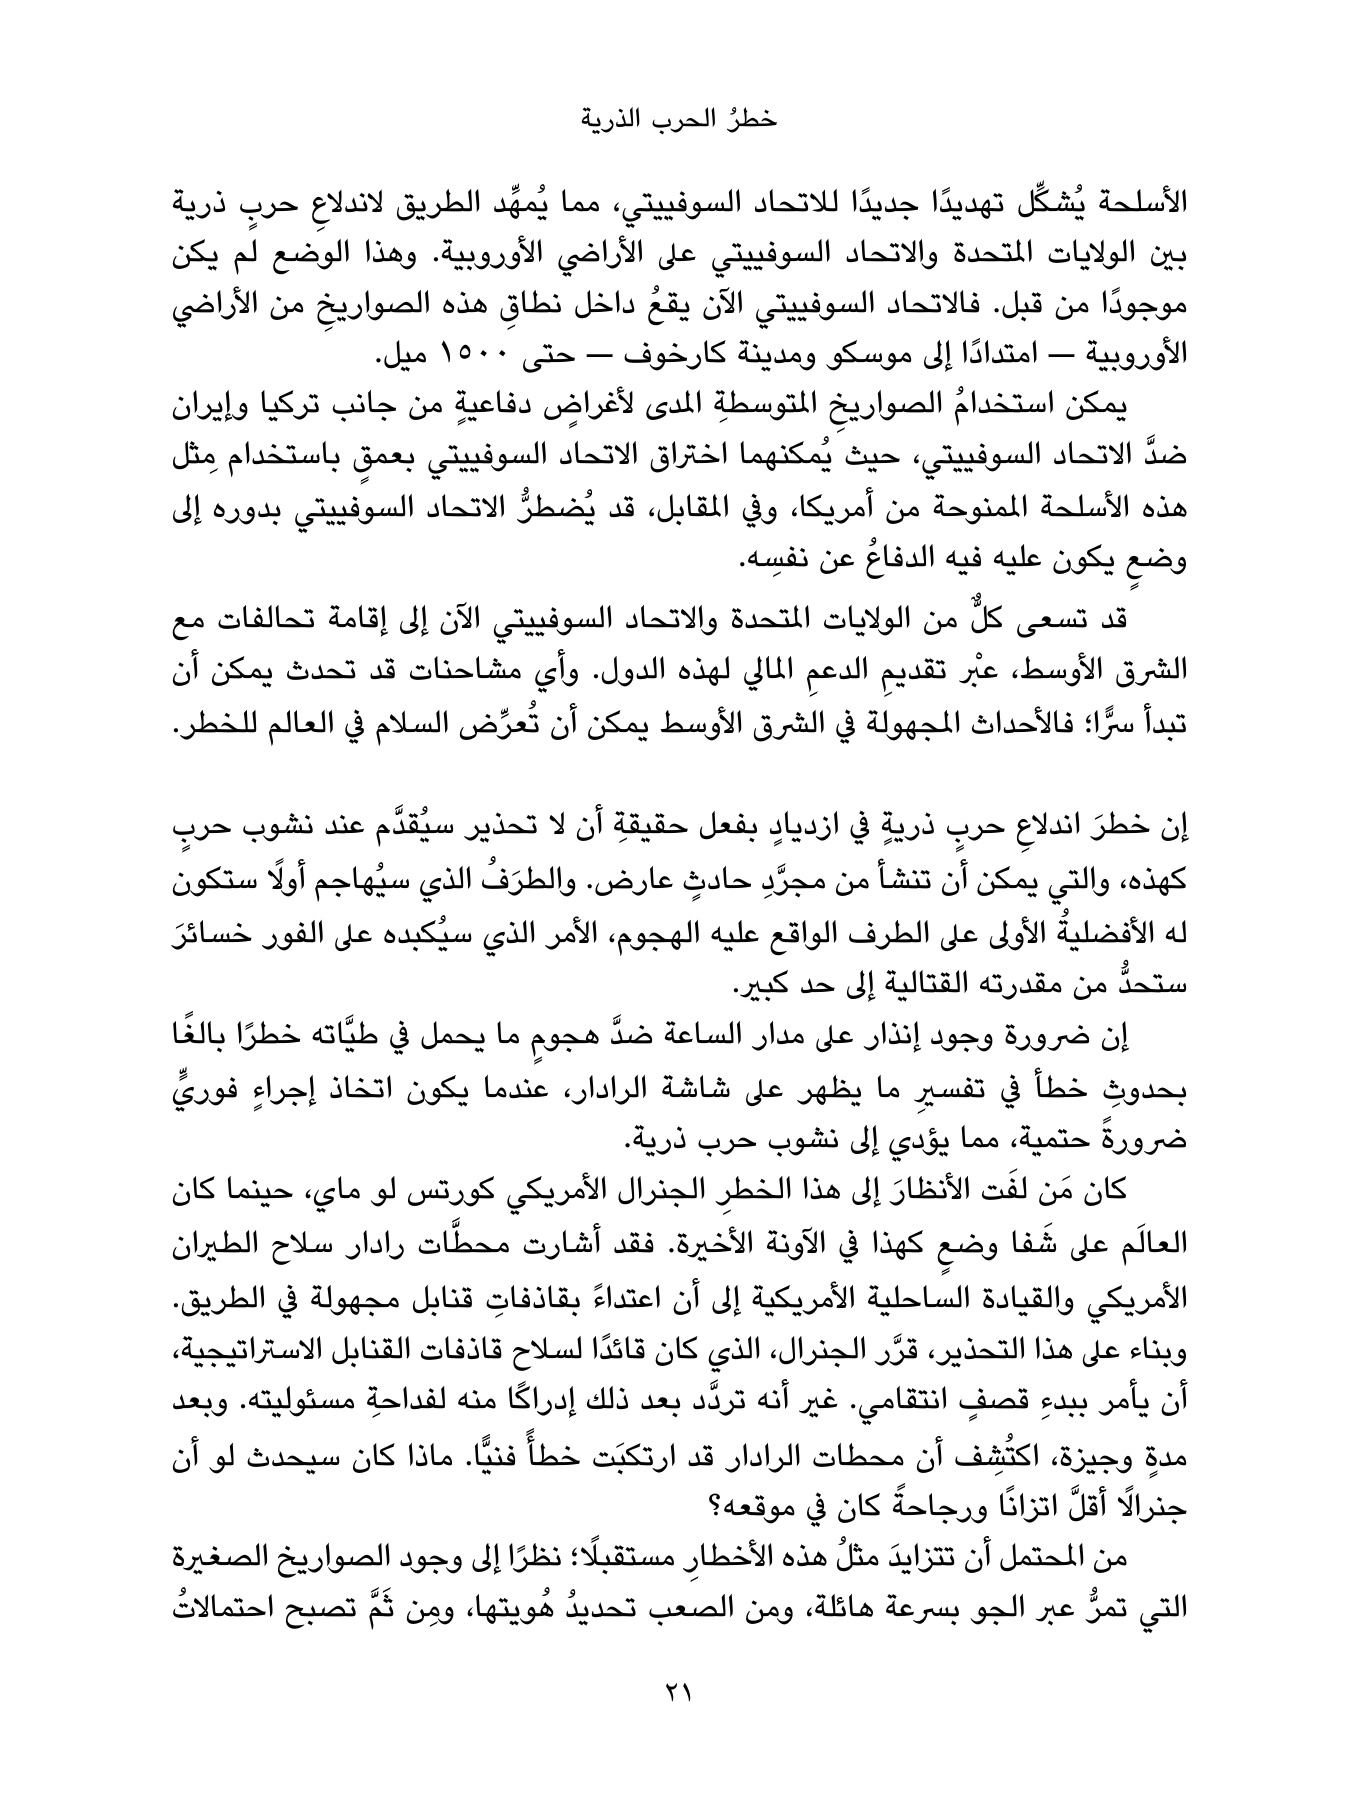 خطرُ الحرب الذرية
الأسلحة يُشكِّل تهديدًا جديدًا للاتحاد السوفييتي، مما يُمهِّد الطريق لاندلاعِ حربٍ ذرية
بين الولايات المتحدة والاتحاد السوفييتي على الأراضي الأوروبية. وهذا الوضع لم يكن
موجودًا من قبل. فالاتحاد السوفييتي الآن يقعُ داخل نطاقِ هذه الصواريخِ من الأراضي
الأوروبية — امتدادًا إلى موسكو ومدينة كارخوف — حتى ١٥٠٠ ميل.
يمكن استخدامُ الصواريخِ المتوسطةِ المدى لأغراضٍ دفاعيةٍ من جانب تركيا وإيران
ضدَّ الاتحاد السوفييتي، حيث يُمكنهما اختراق الاتحاد السوفييتي بعمقٍ باستخدام مِثل
هذه الأسلحة الممنوحة من أمريكا، وفي المقابل، قد يُضطرُّ الاتحاد السوفييتي بدوره إلى
وضعٍ يكون عليه فيه الدفاعُ عن نفسِه.
قد تسعى كلٌّ من الولايات المتحدة والاتحاد السوفييتي الآن إلى إقامة تحالفات مع
الشرق الأوسط، عبْر تقديمِ الدعمِ المالي لهذه الدول. وأي مشاحنات قد تحدث يمكن أن
تبدأ سرًّا؛ فالأحداث المجهولة في الشرق الأوسط يمكن أن تُعرِّض السلام في العالم للخطر.
إن خطرَ اندلاعِ حربٍ ذريةٍ في ازديادٍ بفعل حقيقةِ أن لا تحذير سيُقدَّم عند نشوب حربٍ
كهذه، والتي يمكن أن تنشأ من مجرَّدِ حادثٍ عارض. والطرَفُ الذي سيُهاجم أولًا ستكون
له الأفضليةُ الأولى على الطرف الواقع عليه الهجوم، الأمر الذي سيُكبده على الفور خسائرَ
ستحدُّ من مقدرته القتالية إلى حد كبير.
إن ضرورة وجود إنذار على مدار الساعة ضدَّ هجومٍ ما يحمل في طيَّاته خطرًا بالغًا
بحدوثِ خطأ في تفسيرِ ما يظهر على شاشة الرادار، عندما يكون اتخاذ إجراءٍ فوريٍّ
ضرورةً حتمية، مما يؤدي إلى نشوب حرب ذرية.
كان مَن لفَت الأنظارَ إلى هذا الخطرِ الجنرال الأمريكي كورتس لو ماي، حينما كان
العالَم على شَفا وضعٍ كهذا في الآونة الأخيرة. فقد أشارت محطَّات رادار سلاح الطيران
الأمريكي والقيادة الساحلية الأمريكية إلى أن اعتداءً بقاذفاتِ قنابل مجهولة في الطريق.
وبناء على هذا التحذير، قرَّر الجنرال، الذي كان قائدًا لسلاح قاذفات القنابل الاستراتيجية،
أن يأمر ببدءِ قصفٍ انتقامي. غير أنه تردَّد بعد ذلك إدراكًا منه لفداحةِ مسئوليته. وبعد
مدةٍ وجيزة، اكتُشِف أن محطات الرادار قد ارتكبَت خطأً فنيًّا. ماذا كان سيحدث لو أن
جنرالًا أقلَّ اتزانًا ورجاحةً كان في موقعه؟
من المحتمل أن تتزايدَ مثلُ هذه الأخطارِ مستقبلًا؛ نظرًا إلى وجود الصواريخ الصغيرة
التي تمرُّ عبر الجو بسرعة هائلة، ومن الصعب تحديدُ هُويتها، ومِن ثَمَّ تصبح احتمالاتُ
٢١